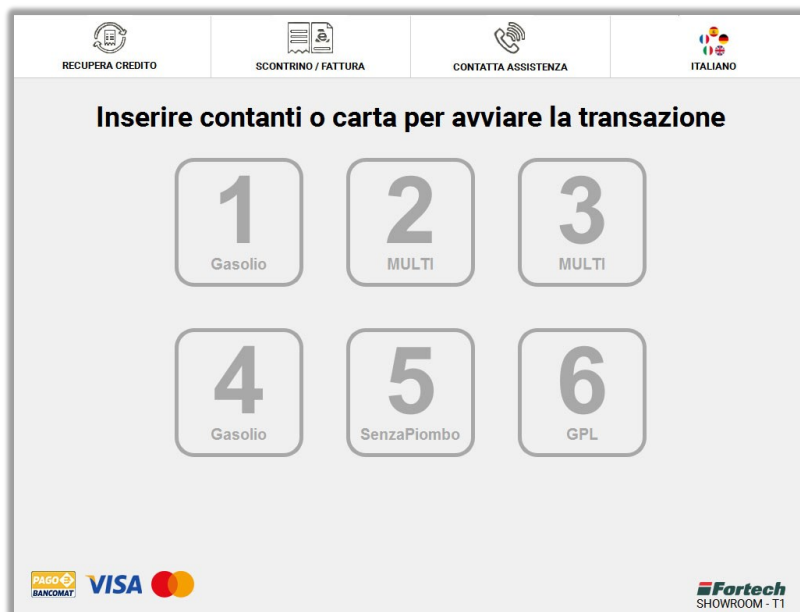 RECUPERA CREDITO
SCONTRINO / FATTURA
CONTATTA ASSISTENZA
ITALIANO
Inserire contanti o carta per avviare la transazione
1
Gasolio
2
MULTI
3
MULTI
4
Gasolio
5
SenzaPiombo
6
GPL
PAGO
BANCOMAT
VISA
Fortech
SHOWROOM - T1